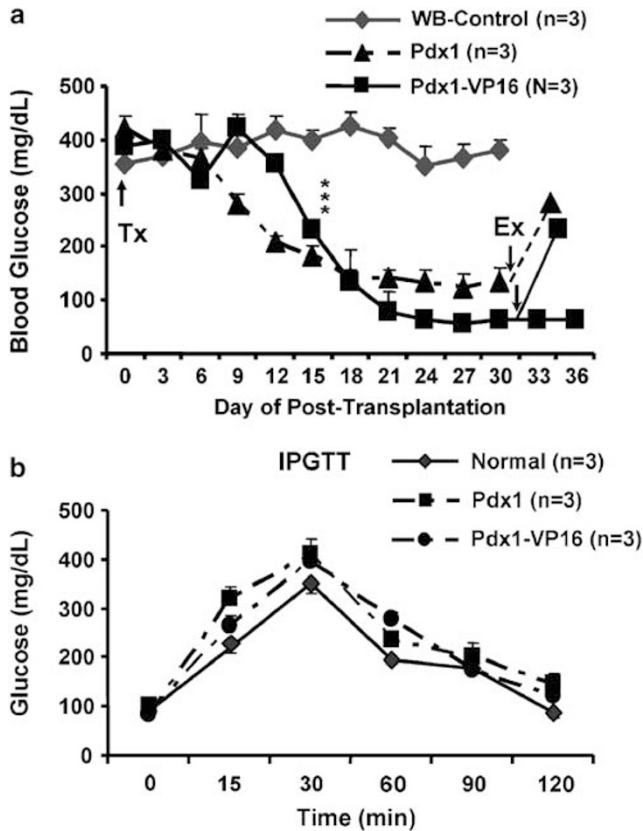 a
WB-Control (n=3)
Pdx1 (n=3)
Pdx1-VP16 (N=3)
Blood Glucose (mg/dL)
500
400
300
200
100
0
Tx
***
Ex
0 3 6 9 12 15 18 21 24 27 30 33 36
Day of Post-Transplantation
b
IPGTT
Normal (n=3)
Pdx1 (n=3)
Pdx1-VP16 (n=3)
Glucose (mg/dL)
500
400
300
200
100
0
0 15 30 60 90 120
Time (min)